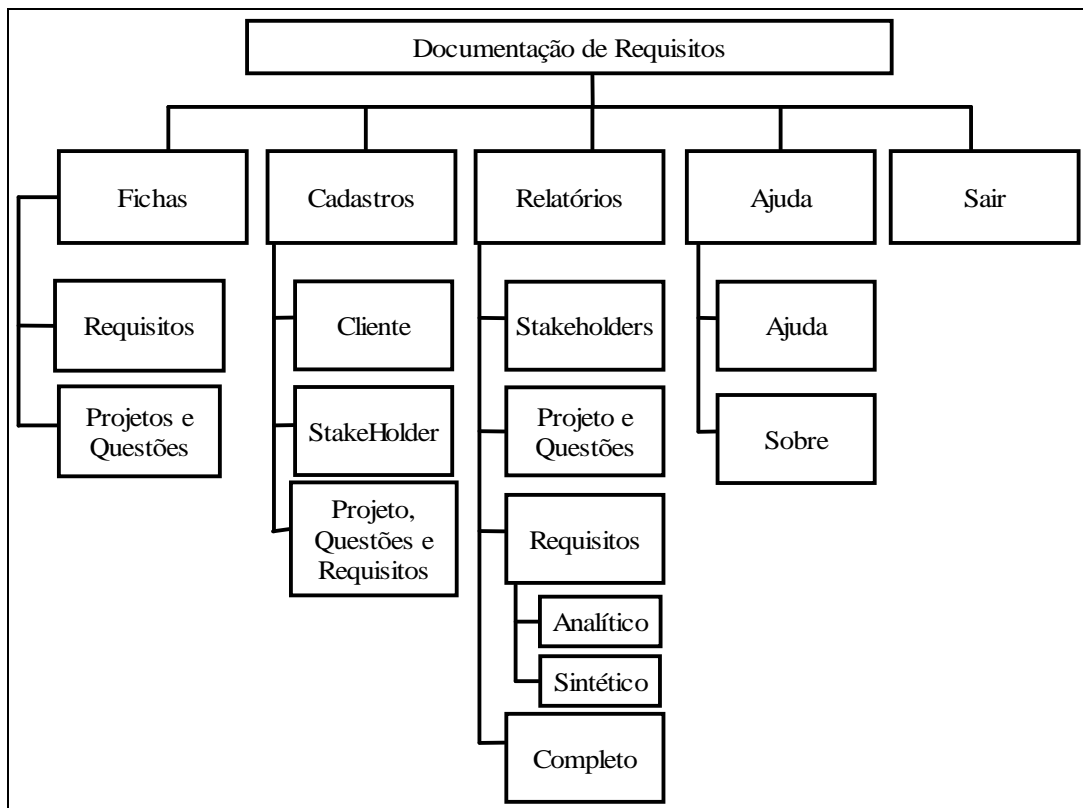 Documentação de Requisitos
Fichas
Cadastros
Relatórios
Ajuda
Sair
Requisitos
Projetos e
Questões
Cliente
StakeHolder
Projeto,
Questões e
Requisitos
Stakeholders
Projeto e
Questões
Requisitos
Analítico
Sintético
Completo
Ajuda
Sobre